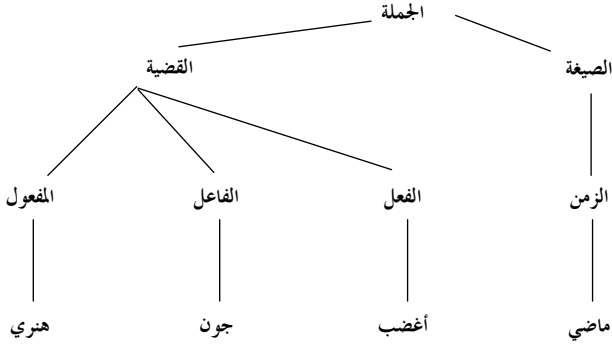 الجملة
الصيغة
القضية
الزمن
الفعل
الفاعل
المفعول
ماضي
أغضب
جون
هنري